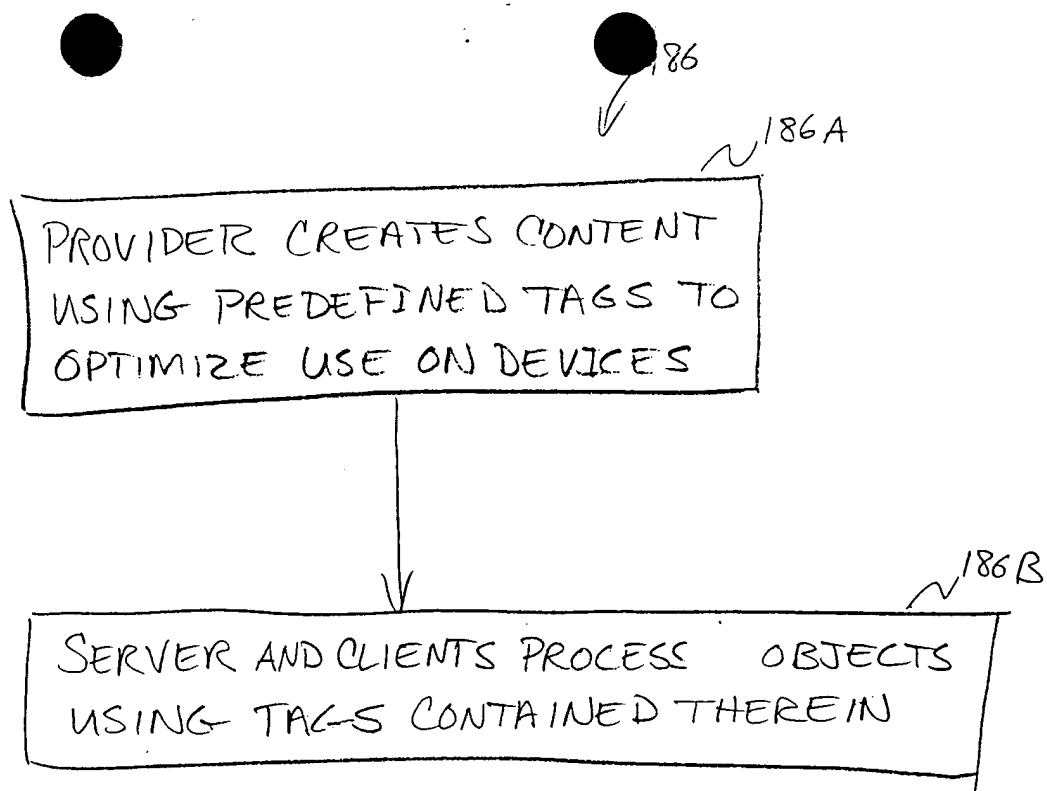 186
186A
PROVIDER CREATES CONTENT
USING PREDEFINED TAGS TO
OPTIMIZE USE ON DEVICES
186B
SERVER AND CLIENTS PROCESS OBJECTS
USING TAGS CONTAINED THEREIN